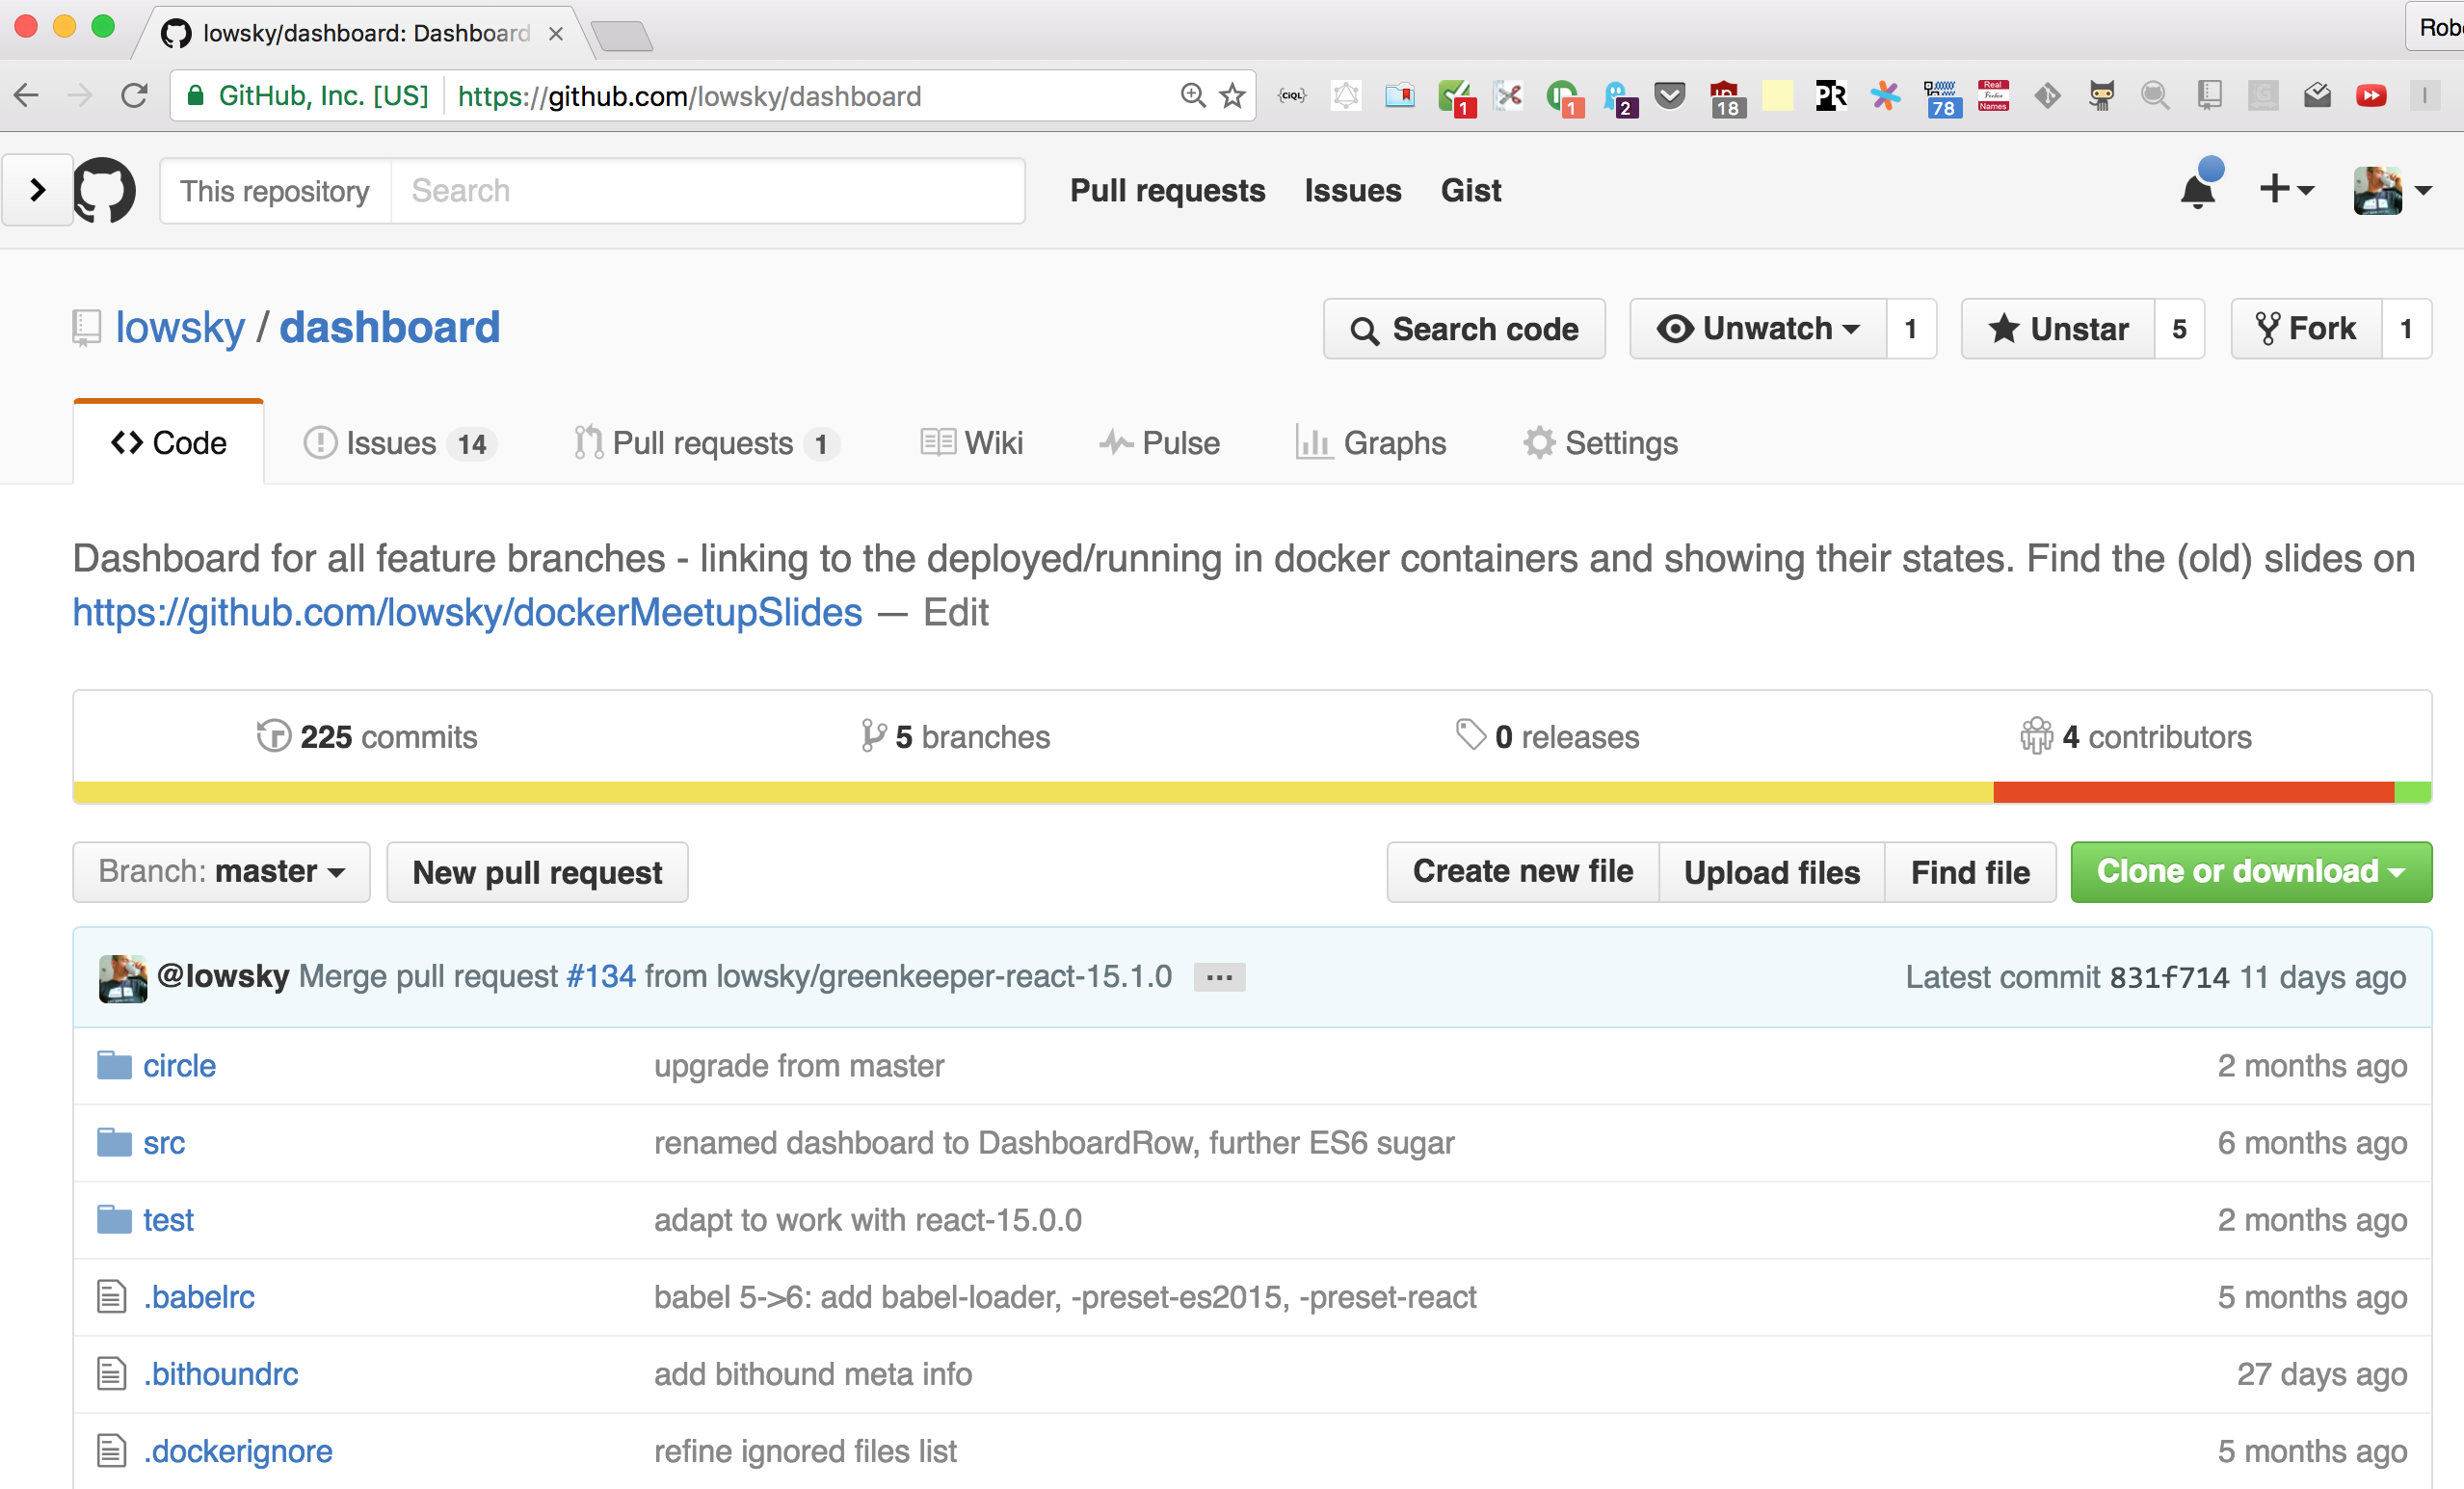 lowsky/dashboard: Dashboard
GitHub, Inc. [US] https://github.com/lowsky/dashboard
{CIQL} 1 1 2 18 PR 78 Real Names
This repository Search Pull requests Issues Gist
lowsky / dashboard Search code Unwatch 1 Unstar 5 Fork 1
Code Issues 14 Pull requests 1 Wiki Pulse Graphs Settings
Dashboard for all feature branches - linking to the deployed/running in docker containers and showing their states. Find the (old) slides on
https://github.com/lowsky/dockerMeetupSlides — Edit
225 commits 5 branches 0 releases 4 contributors
Branch: master New pull request Create new file Upload files Find file Clone or download
@lowsky Merge pull request #134 from lowsky/greenkeeper-react-15.1.0 ... Latest commit 831f714 11 days ago
circle upgrade from master 2 months ago
src renamed dashboard to DashboardRow, further ES6 sugar 6 months ago
test adapt to work with react-15.0.0 2 months ago
.babelrc babel 5->6: add babel-loader, -preset-es2015, -preset-react 5 months ago
.bithoundrc add bithound meta info 27 days ago
.dockerignore refine ignored files list 5 months ago